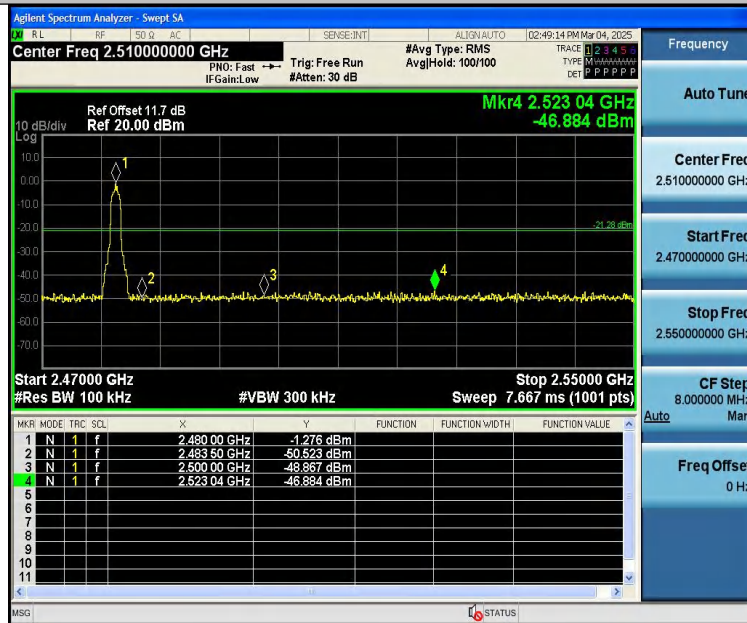 Agilent Spectrum Analyzer - Swept SA
LXI RL RF 50 Ω AC SENSE:INT ALIGN AUTO 02:49:14 PM Mar 04, 2025
Center Freq 2.510000000 GHz #Avg Type: RMS TRACE 1 2 3 4 5 6
PNO: Fast Trig: Free Run Avg|Hold: 100/100 TYPE M
IFGain:Low #Atten: 30 dB DET P P P P P P
Frequency
Auto Tune
Center Freq
2.510000000 GHz
Start Freq
2.470000000 GHz
Stop Freq
2.550000000 GHz
CF Step
8.000000 MHz
Auto Man
Freq Offset
0 Hz
Mkr4 2.523 04 GHz
-46.884 dBm
Ref Offset 11.7 dB
10 dB/div Ref 20.00 dBm
Log
10.0
0.00
-10.0
-20.0
-30.0
-40.0
-50.0
-60.0
-70.0
1
2
3
4
-21.28 dBm
Start 2.47000 GHz Stop 2.55000 GHz
#Res BW 100 kHz #VBW 300 kHz Sweep 7.667 ms (1001 pts)
MKR MODE TRC SCL X Y FUNCTION FUNCTION WIDTH FUNCTION VALUE
1 N 1 f 2.480 00 GHz -1.276 dBm
2 N 1 f 2.483 50 GHz -50.523 dBm
3 N 1 f 2.500 00 GHz -48.867 dBm
4 N 1 f 2.523 04 GHz -46.884 dBm
5
6
7
8
9
10
11
MSG STATUS